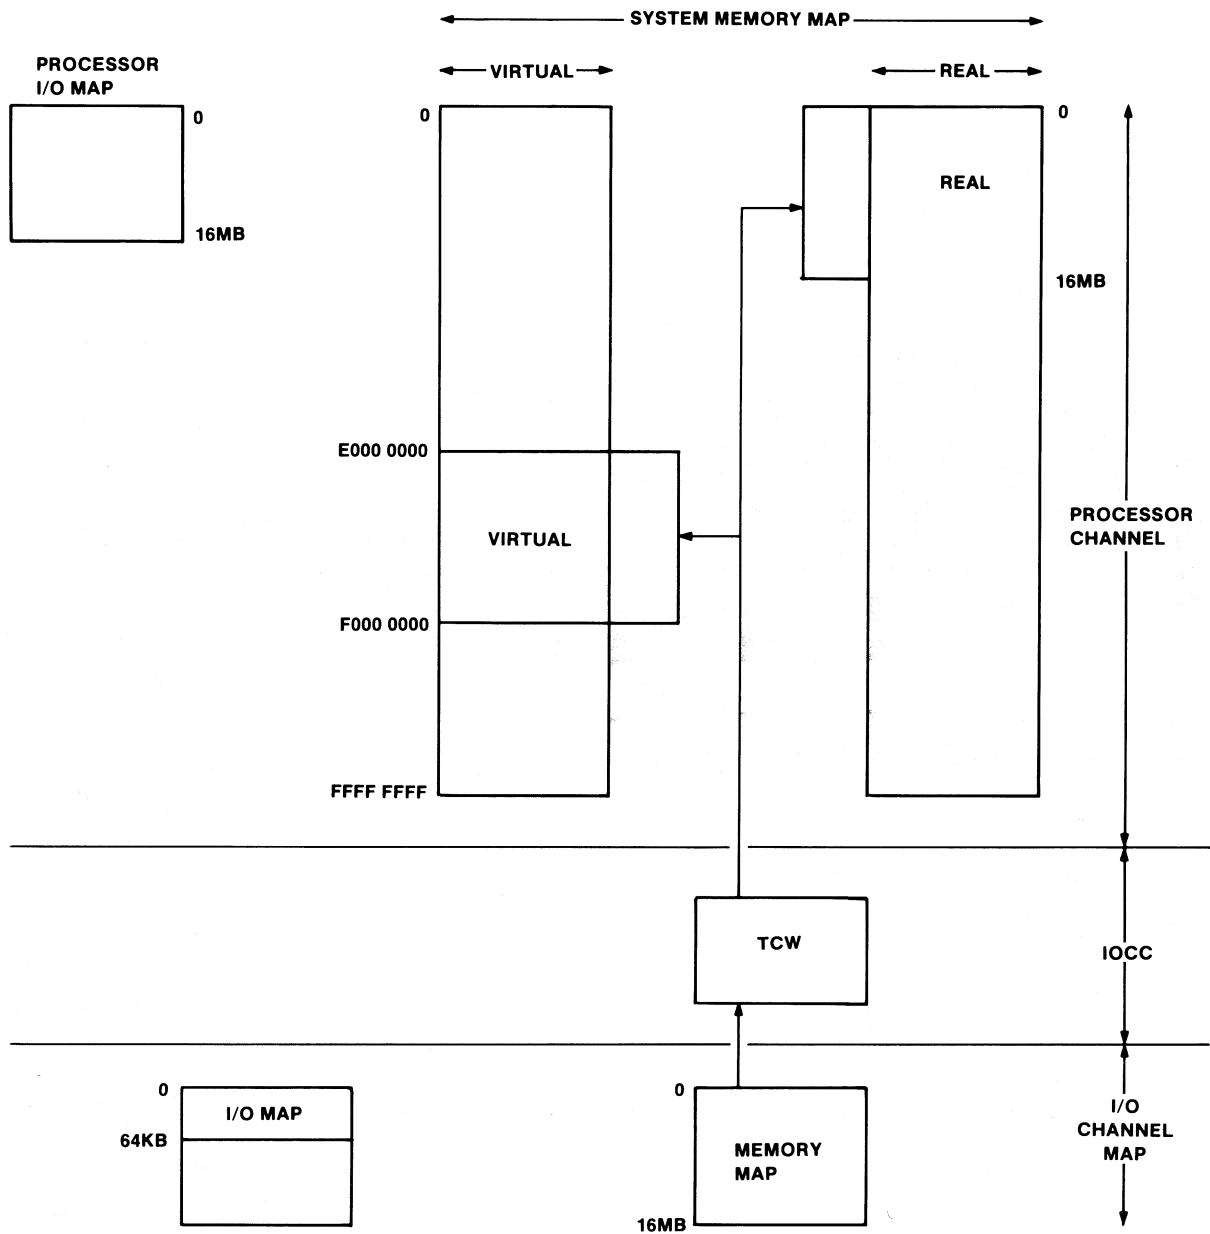 SYSTEM MEMORY MAP
PROCESSOR
I/O MAP
VIRTUAL
REAL
0
16MB
0
E000 0000
VIRTUAL
F000 0000
FFFF FFFF
REAL
0
16MB
PROCESSOR
CHANNEL
TCW
IOCC
0
I/O MAP
64KB
0
MEMORY
MAP
16MB
I/O
CHANNEL
MAP